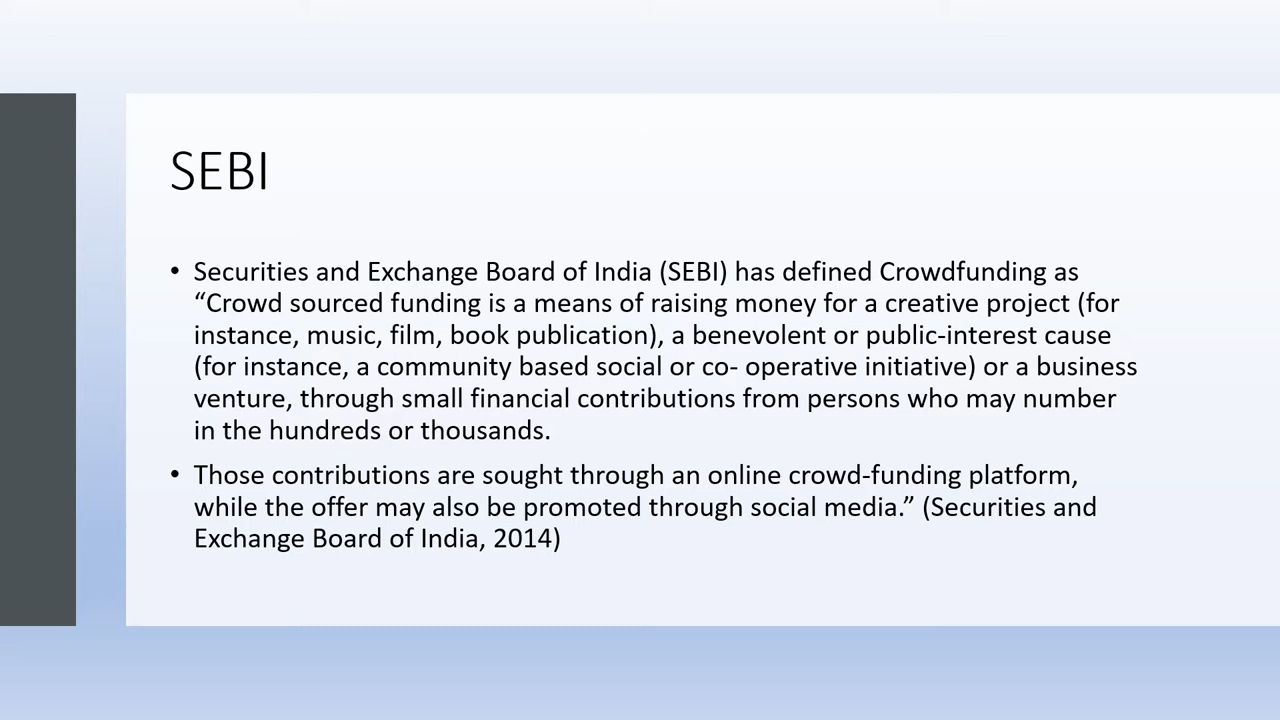 SEBI
• Securities and Exchange Board of India (SEBI) has defined Crowdfunding as
“Crowd sourced funding is a means of raising money for a creative project (for
instance, music, film, book publication), a benevolent or public-interest cause
(for instance, a community based social or co- operative initiative) or a business
venture, through small financial contributions from persons who may number
in the hundreds or thousands.
• Those contributions are sought through an online crowd-funding platform,
while the offer may also be promoted through social media.” (Securities and
Exchange Board of India, 2014)